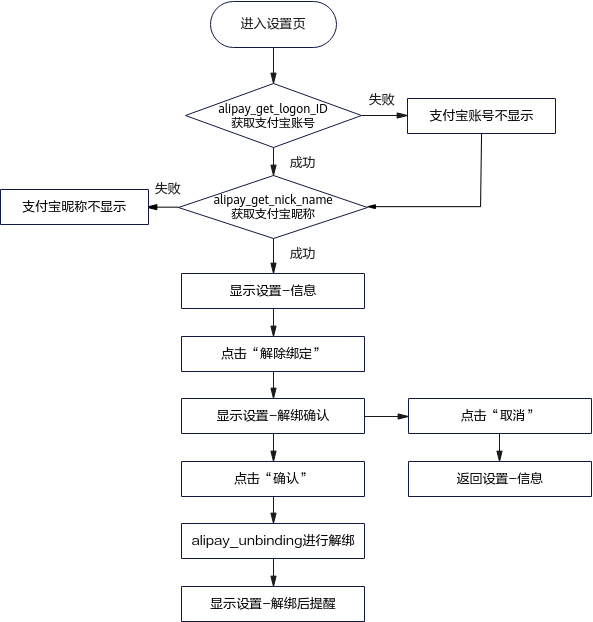 进入设置页
alipay_get_logon_ID
获取支付宝账号
失败
支付宝账号不显示
成功
alipay_get_nick_name
获取支付宝昵称
失败
支付宝昵称不显示
成功
显示设置-信息
点击“解除绑定”
显示设置-解绑确认
点击“取消”
点击“确认”
返回设置-信息
alipay_unbinding进行解绑
显示设置-解绑后提醒